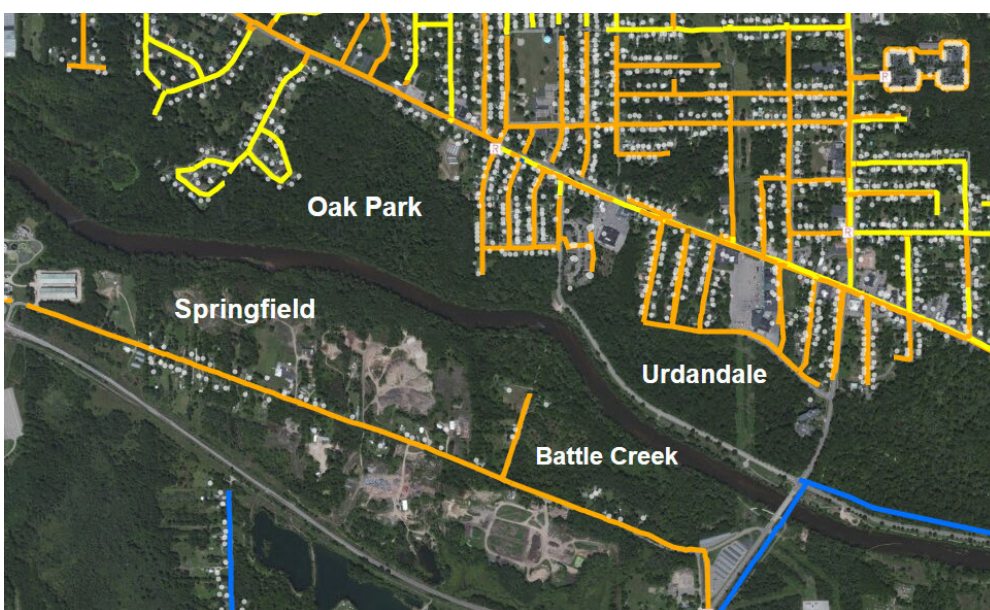 R
R
Oak Park
R
Springfield
Urdandale
Battle Creek